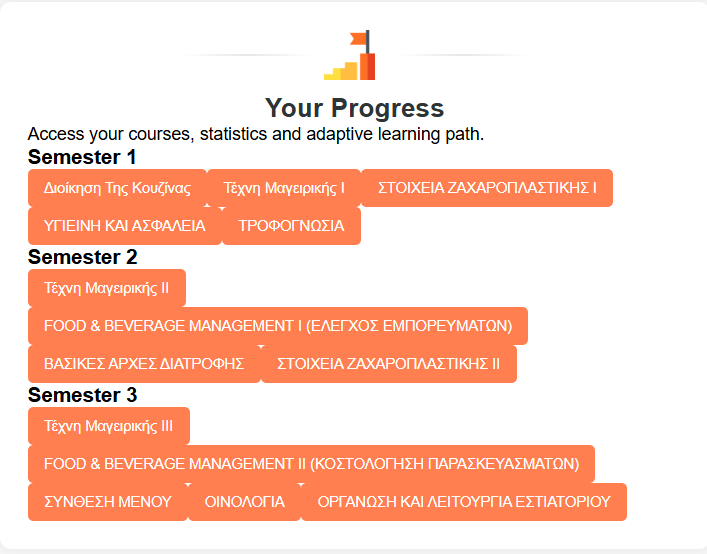 Your Progress
Access your courses, statistics and adaptive learning path.
Semester 1
Διοίκηση Της Κουζίνας Τέχνη Μαγειρικής Ι ΣΤΟΙΧΕΙΑ ΖΑΧΑΡΟΠΛΑΣΤΙΚΗΣ Ι
ΥΓΙΕΙΝΗ ΚΑΙ ΑΣΦΑΛΕΙΑ ΤΡΟΦΟΓΝΩΣΙΑ
Semester 2
Τέχνη Μαγειρικής ΙΙ
FOOD & BEVERAGE MANAGEMENT I (ΕΛΕΓΧΟΣ ΕΜΠΟΡΕΥΜΑΤΩΝ)
ΒΑΣΙΚΕΣ ΑΡΧΕΣ ΔΙΑΤΡΟΦΗΣ ΣΤΟΙΧΕΙΑ ΖΑΧΑΡΟΠΛΑΣΤΙΚΗΣ ΙΙ
Semester 3
Τέχνη Μαγειρικής ΙΙΙ
FOOD & BEVERAGE MANAGEMENT II (ΚΟΣΤΟΛΟΓΗΣΗ ΠΑΡΑΣΚΕΥΑΣΜΑΤΩΝ)
ΣΥΝΘΕΣΗ ΜΕΝΟΥ ΟΙΝΟΛΟΓΙΑ ΟΡΓΑΝΩΣΗ ΚΑΙ ΛΕΙΤΟΥΡΓΙΑ ΕΣΤΙΑΤΟΡΙΟΥ